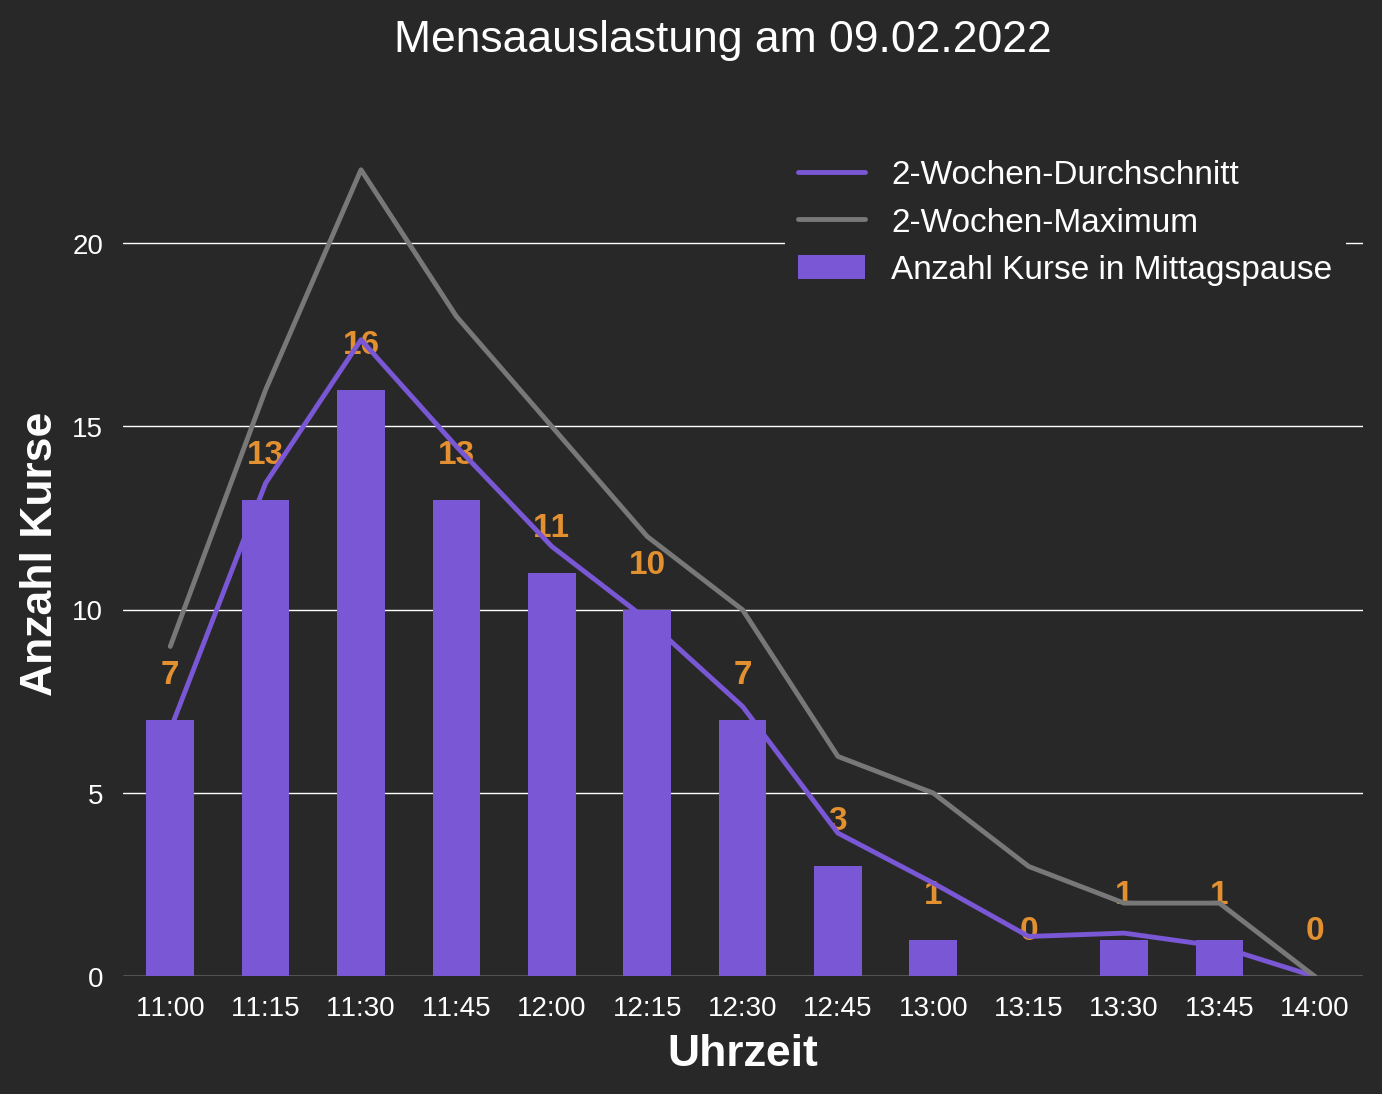 Mensaauslastung am 09.02.2022
2-Wochen-Durchschnitt
2-Wochen-Maximum
Anzahl Kurse in Mittagspause
Anzahl Kurse
20
15
10
5
0
7
13
16
13
11
10
7
3
1
0
1
1
0
11:00 11:15 11:30 11:45 12:00 12:15 12:30 12:45 13:00 13:15 13:30 13:45 14:00
Uhrzeit